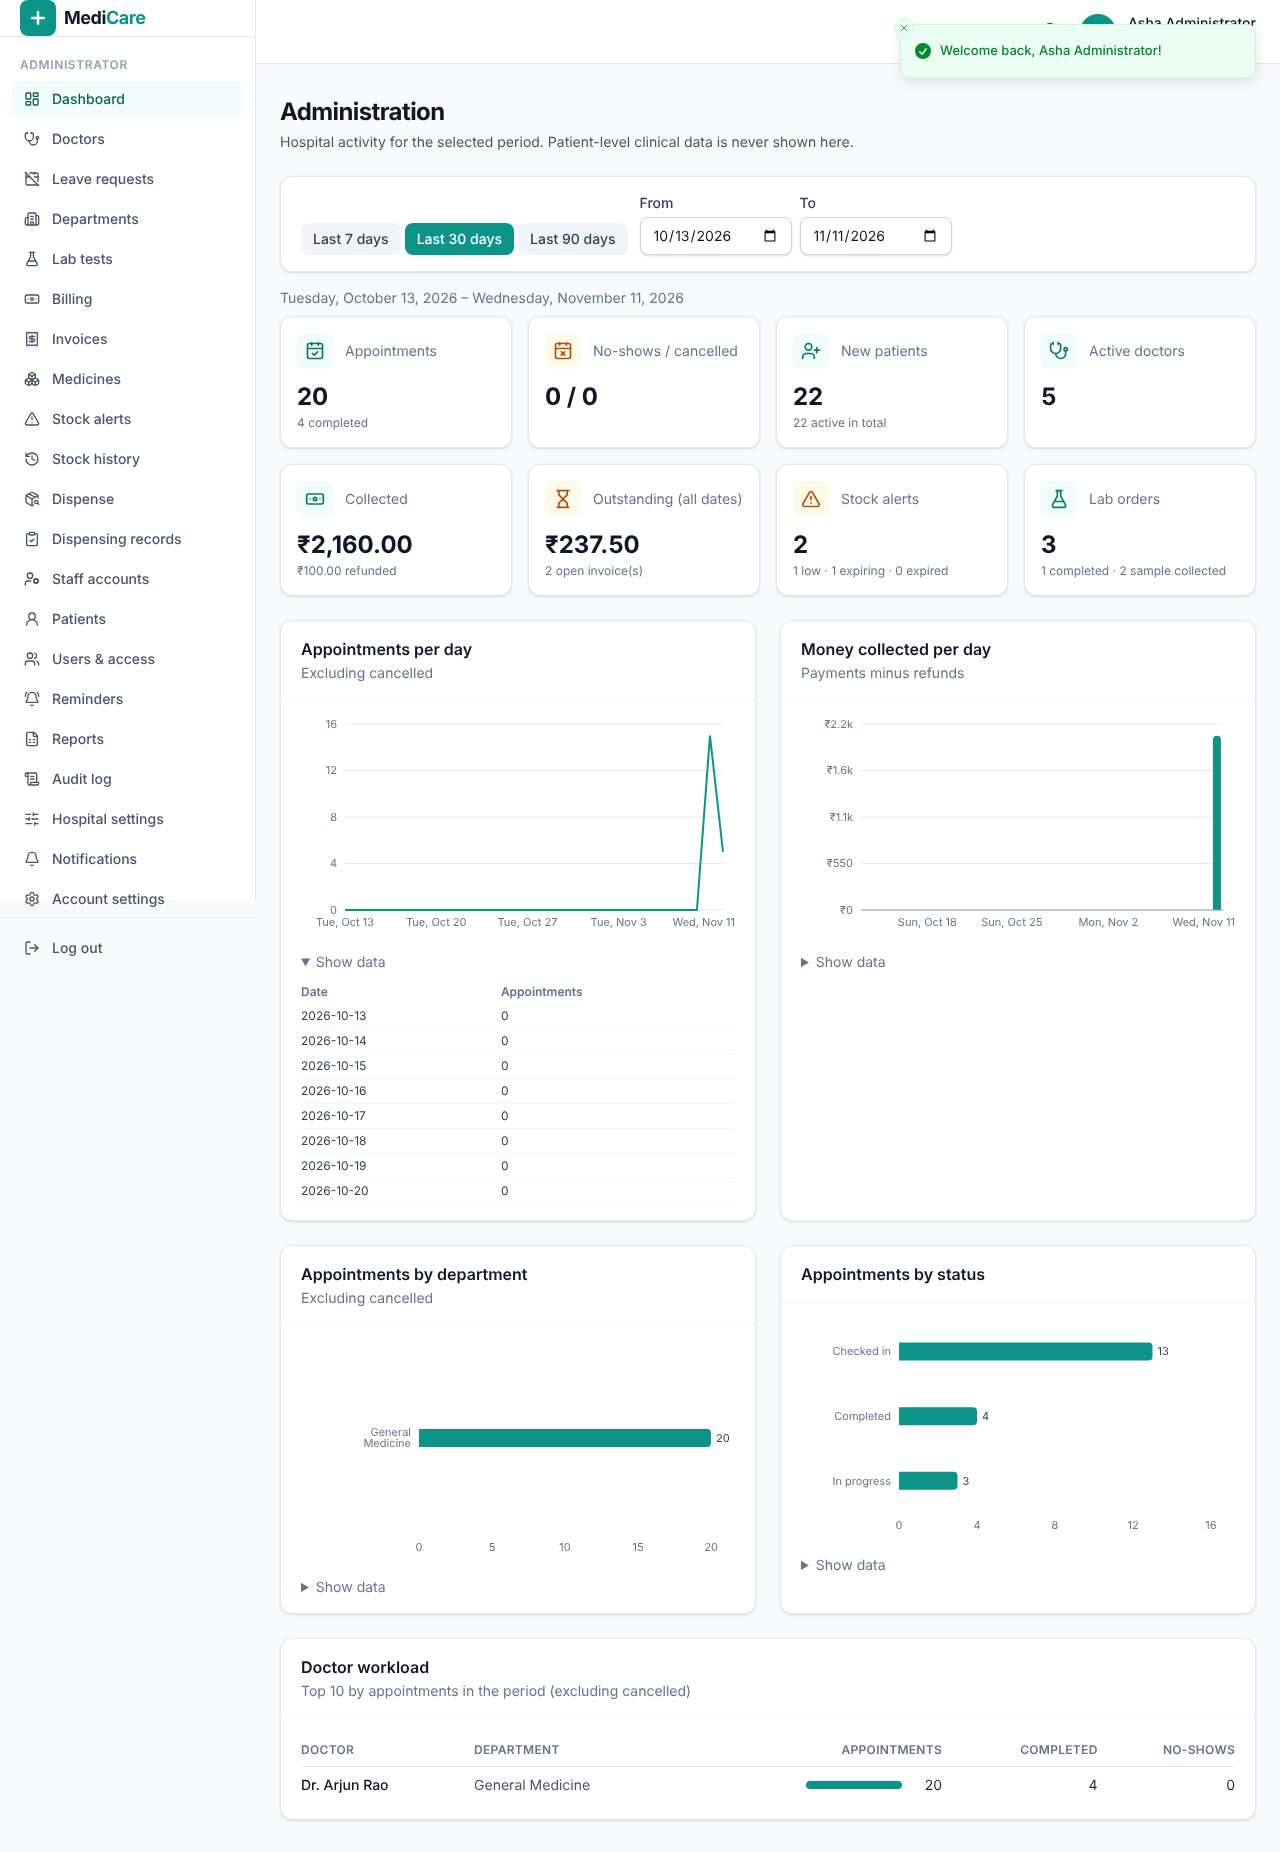 MediCare
ADMINISTRATOR
Dashboard
Doctors
Leave requests
Departments
Lab tests
Billing
Invoices
Medicines
Stock alerts
Stock history
Dispense
Dispensing records
Staff accounts
Patients
Users & access
Reminders
Reports
Audit log
Hospital settings
Notifications
Account settings
Log out
Asha Administrator
Welcome back, Asha Administrator!
Administration
Hospital activity for the selected period. Patient-level clinical data is never shown here.
Last 7 days Last 30 days Last 90 days
From To
10/13/2026 11/11/2026
Tuesday, October 13, 2026 – Wednesday, November 11, 2026
Appointments
20
4 completed
No-shows / cancelled
0 / 0
New patients
22
22 active in total
Active doctors
5
Collected
₹2,160.00
₹100.00 refunded
Outstanding (all dates)
₹237.50
2 open invoice(s)
Stock alerts
2
1 low · 1 expiring · 0 expired
Lab orders
3
1 completed · 2 sample collected
Appointments per day
Excluding cancelled
16
12
8
4
0
Tue, Oct 13 Tue, Oct 20 Tue, Oct 27 Tue, Nov 3 Wed, Nov 11
Show data
Date Appointments
2026-10-13 0
2026-10-14 0
2026-10-15 0
2026-10-16 0
2026-10-17 0
2026-10-18 0
2026-10-19 0
2026-10-20 0
Money collected per day
Payments minus refunds
₹2.2k
₹1.6k
₹1.1k
₹550
₹0
Sun, Oct 18 Sun, Oct 25 Mon, Nov 2 Wed, Nov 11
Show data
Appointments by department
Excluding cancelled
General
Medicine
20
0 5 10 15 20
Show data
Appointments by status
Checked in 13
Completed 4
In progress 3
0 4 8 12 16
Show data
Doctor workload
Top 10 by appointments in the period (excluding cancelled)
DOCTOR DEPARTMENT APPOINTMENTS COMPLETED NO-SHOWS
Dr. Arjun Rao General Medicine 20 4 0